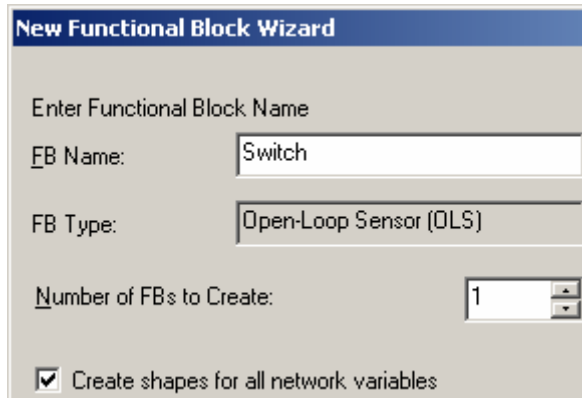 New Functional Block Wizard
Enter Functional Block Name
FB Name: Switch
FB Type: Open-Loop Sensor (OLS)
Number of FBs to Create: 1
Create shapes for all network variables